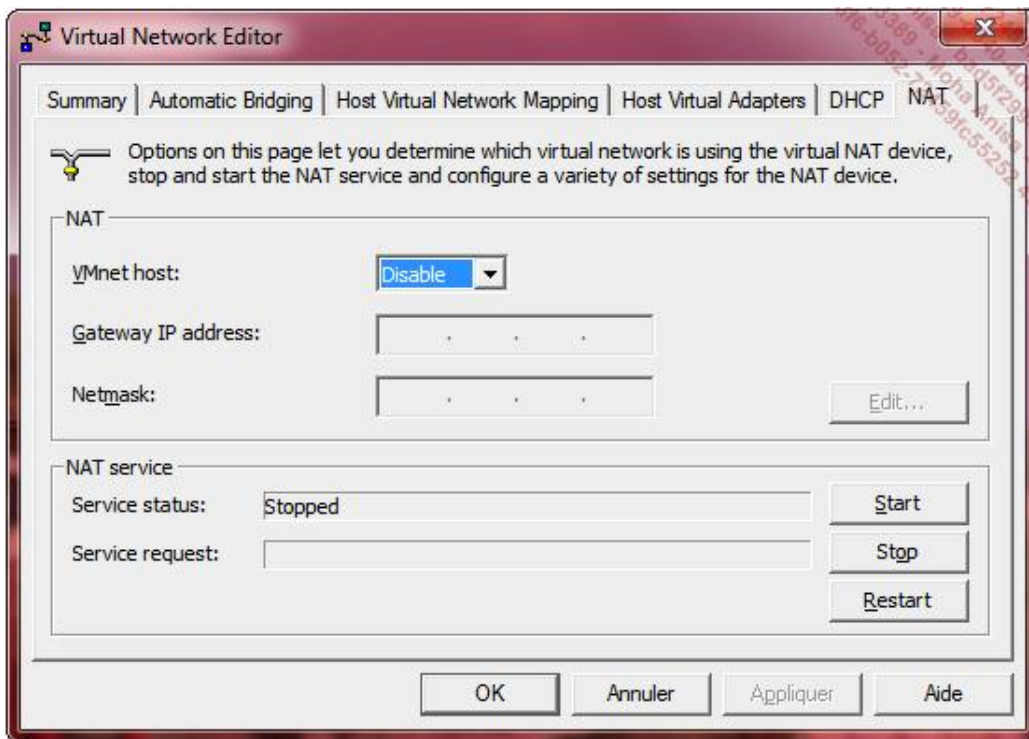 Virtual Network Editor
Summary
Automatic Bridging
Host Virtual Network Mapping
Host Virtual Adapters
DHCP
NAT
Options on this page let you determine which virtual network is using the virtual NAT device,
stop and start the NAT service and configure a variety of settings for the NAT device.
NAT
VMnet host:
Disable
Gateway IP address:
. . .
Netmask:
. . .
Edit...
NAT service
Service status:
Stopped
Start
Service request:
Stop
Restart
OK
Annuler
Appliquer
Aide
Moha Anisa